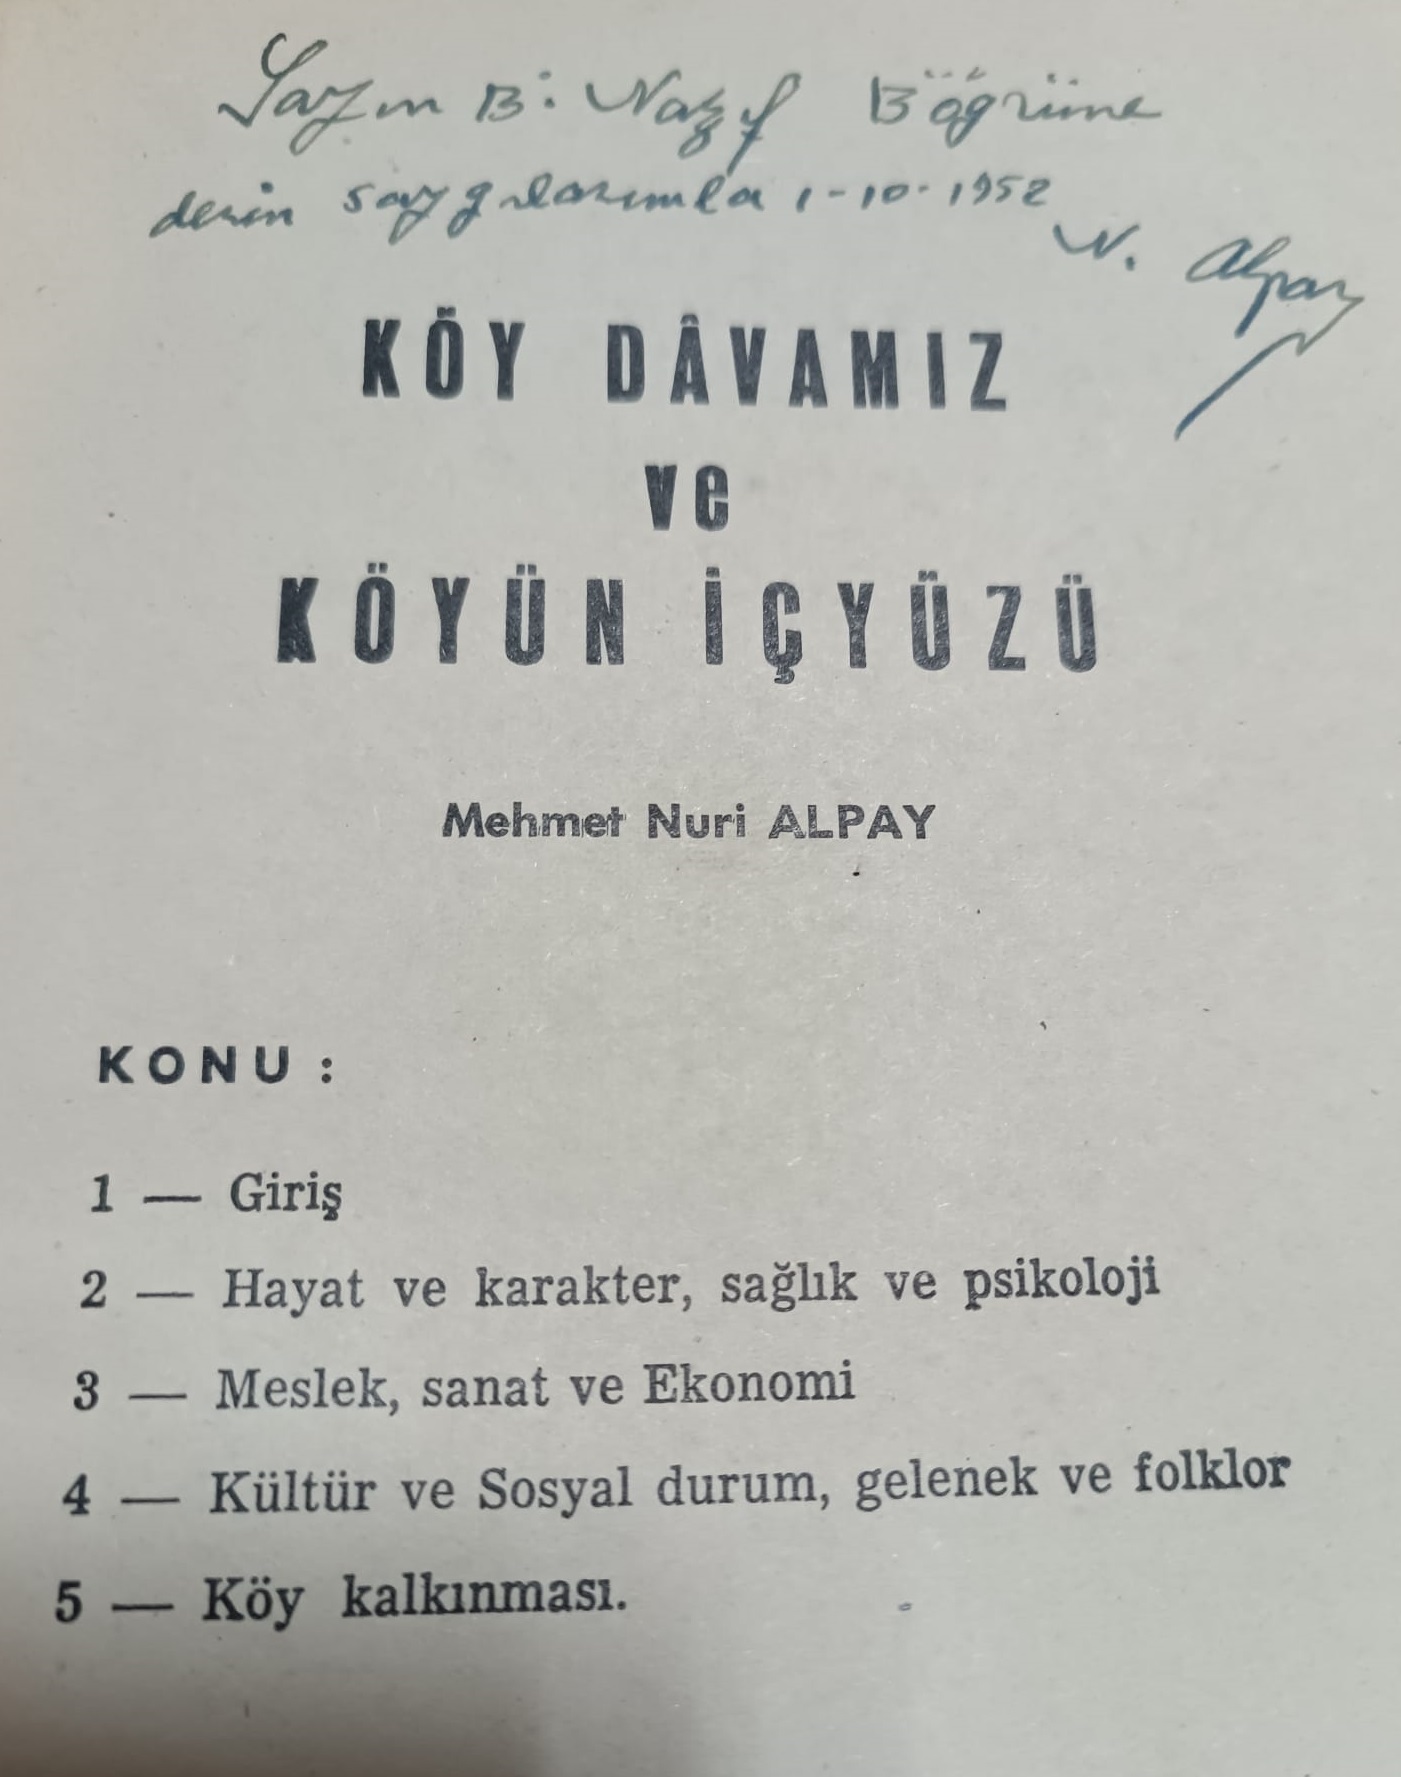 Sayın B. Nazif Böğrüme
derin saygılarımla 1-10-1952
N. Alpay
KÖY DÂVAMIZ
ve
KÖYÜN İÇYÜZÜ
Mehmet Nuri ALPAY
KONU :
1 — Giriş
2 — Hayat ve karakter, sağlık ve psikoloji
3 — Meslek, sanat ve Ekonomi
4 — Kültür ve Sosyal durum, gelenek ve folklor
5 — Köy kalkınması.